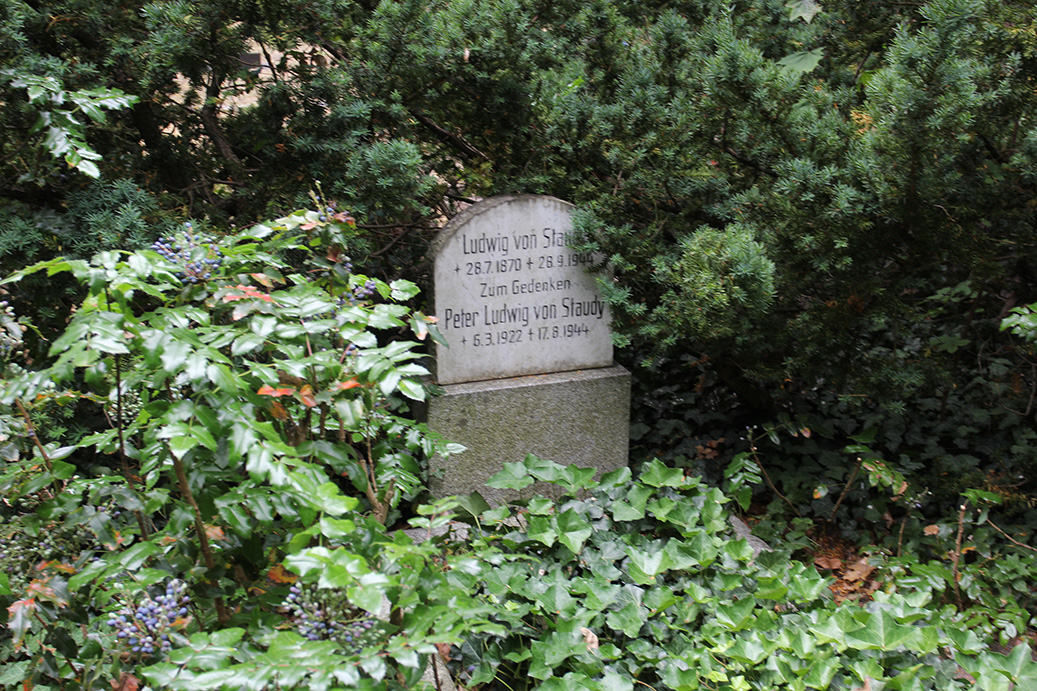 Ludwig von Staudy
+ 28.7.1870 + 28.9.1944
Zum Gedenken
Peter Ludwig von Staudy
+ 6.3.1922 + 17.8.1944